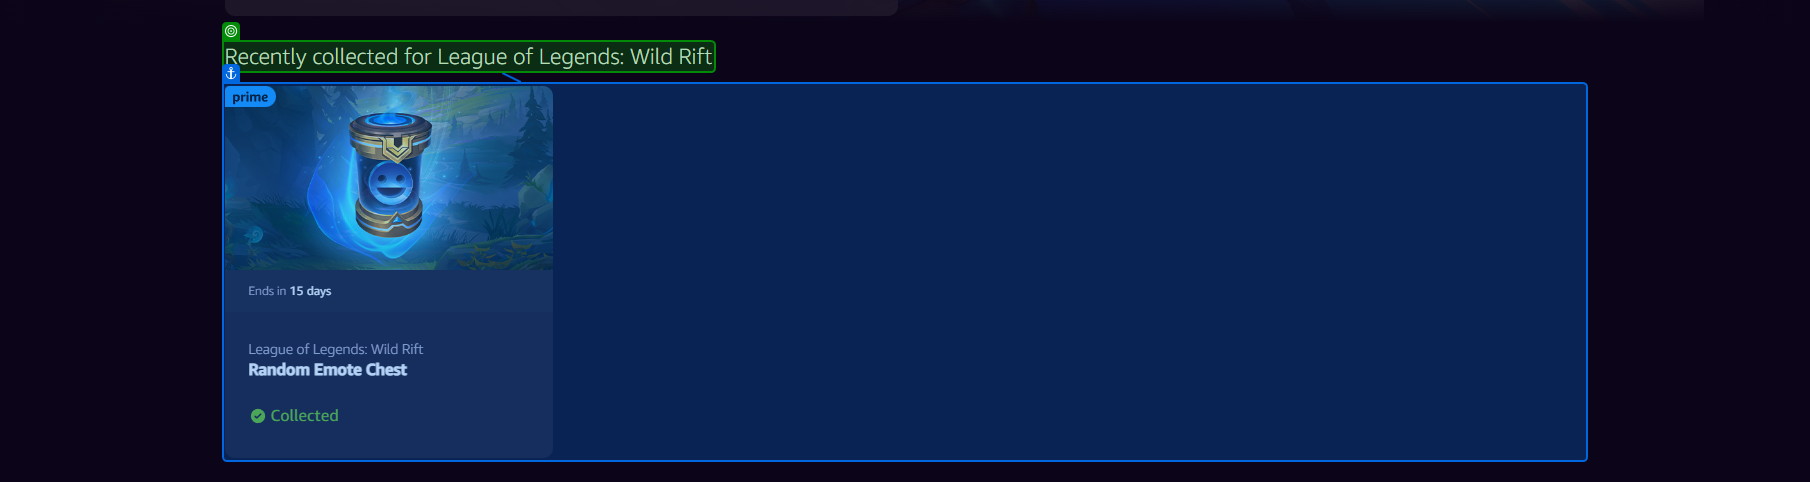 Recently collected for League of Legends: Wild Rift
prime
Ends in 15 days
League of Legends: Wild Rift
Random Emote Chest
Collected